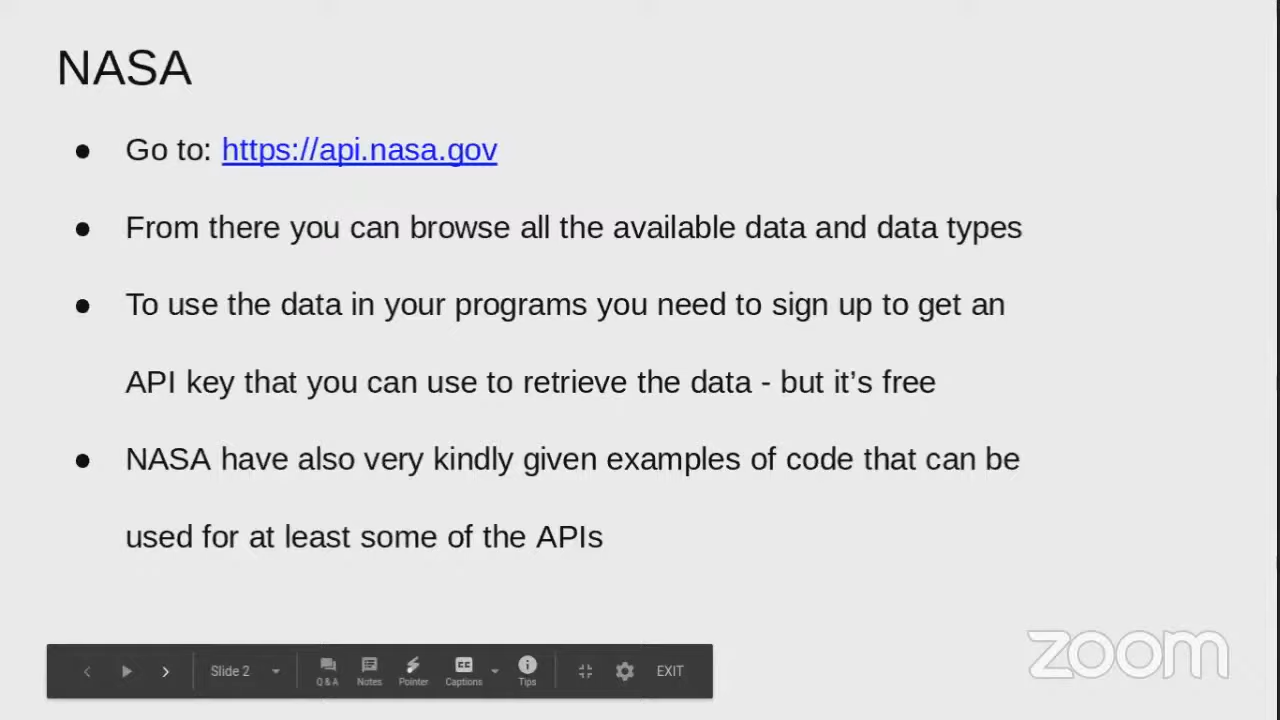 NASA
● Go to: https://api.nasa.gov
● From there you can browse all the available data and data types
● To use the data in your programs you need to sign up to get an
API key that you can use to retrieve the data - but it’s free
● NASA have also very kindly given examples of code that can be
used for at least some of the APIs
Slide 2 Q & A Notes Pointer Captions Tips EXIT
CC
zoom